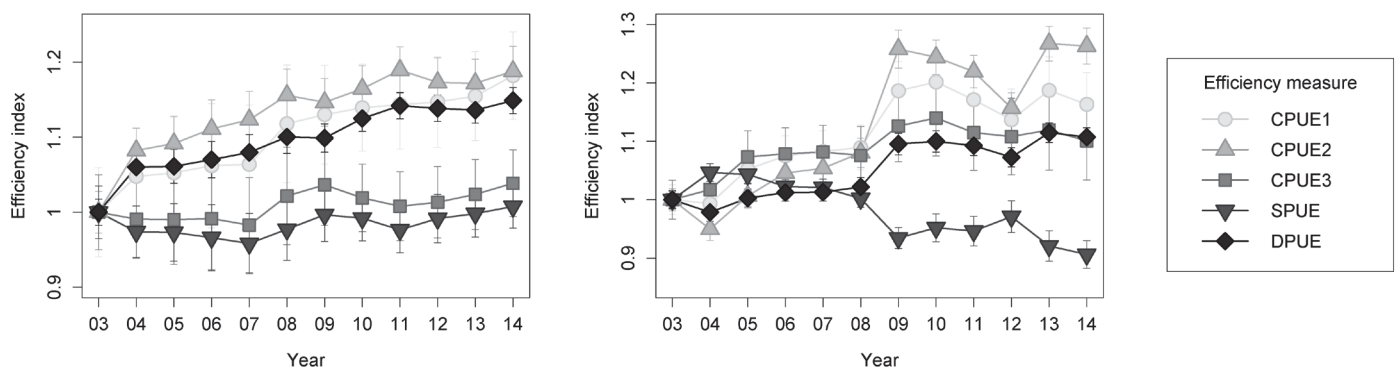 Efficiency index
1.2
1.1
1
0.9
03 04 05 06 07 08 09 10 11 12 13 14
Year
Efficiency index
1.3
1.2
1.1
1
0.9
03 04 05 06 07 08 09 10 11 12 13 14
Year
Efficiency measure
CPUE1
CPUE2
CPUE3
SPUE
DPUE